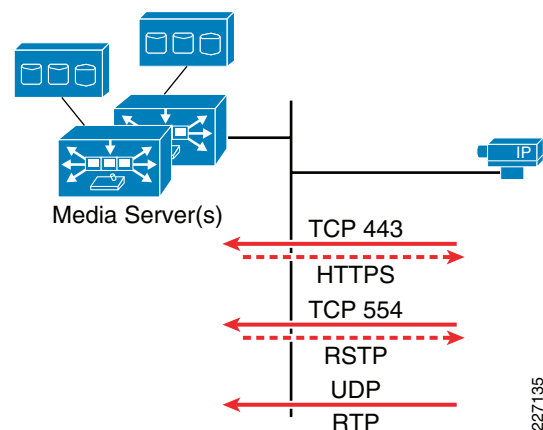 IP
Media Server(s)
TCP 443
HTTPS
TCP 554
RSTP
UDP
RTP
227135